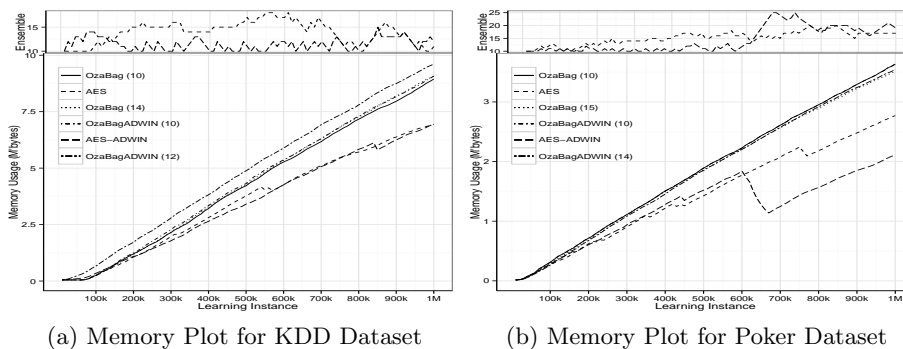 Ensemble
15
10
10
7.5
5
2.5
0
Memory Usage (M'bytes)
OzaBag (10)
AES
OzaBag (14)
OzaBagADWIN (10)
AES-ADWIN
OzaBagADWIN (12)
100k 200k 300k 400k 500k 600k 700k 800k 900k 1M
Learning Instance
(a) Memory Plot for KDD Dataset
Ensemble
25
20
15
10
3
2
1
0
Memory Usage (M'bytes)
OzaBag (10)
AES
OzaBag (15)
OzaBagADWIN (10)
AES-ADWIN
OzaBagADWIN (14)
100k 200k 300k 400k 500k 600k 700k 800k 900k 1M
Learning Instance
(b) Memory Plot for Poker Dataset